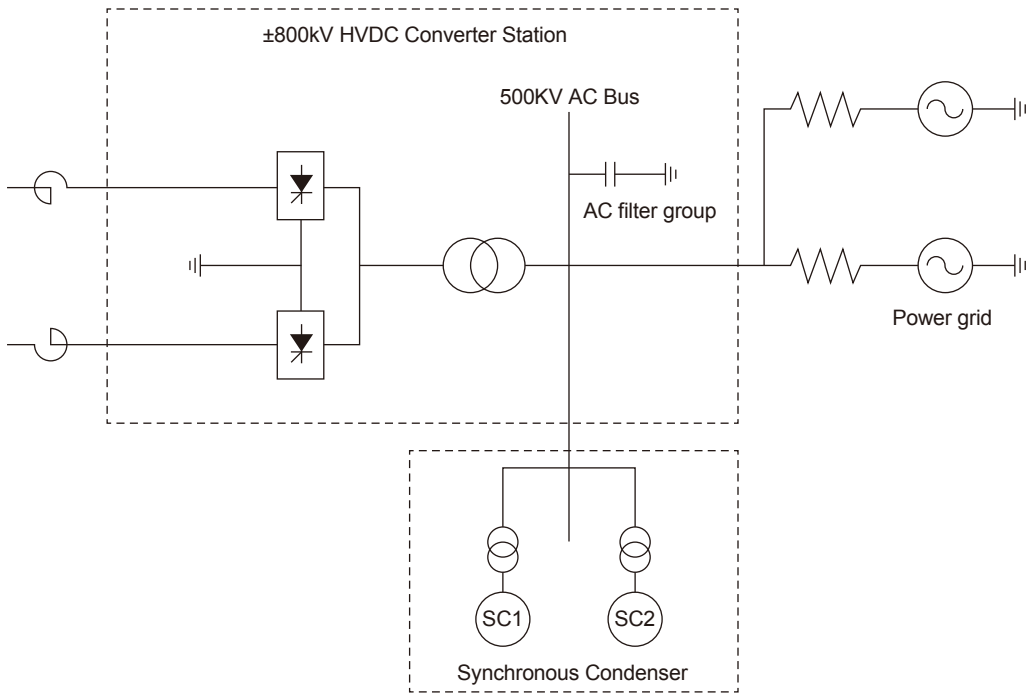 ±800kV HVDC Converter Station
500KV AC Bus
AC filter group
Power grid
SC1
SC2
Synchronous Condenser